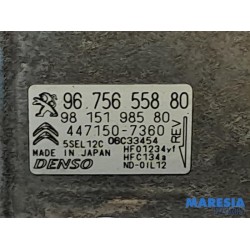 96 756 558 80
98 151 985 80
447150-7360
5SEL12C 08C33454
HFO1234yf
MADE IN JAPAN HFC134a
DENSO ND-OIL12
REV
MARESIA